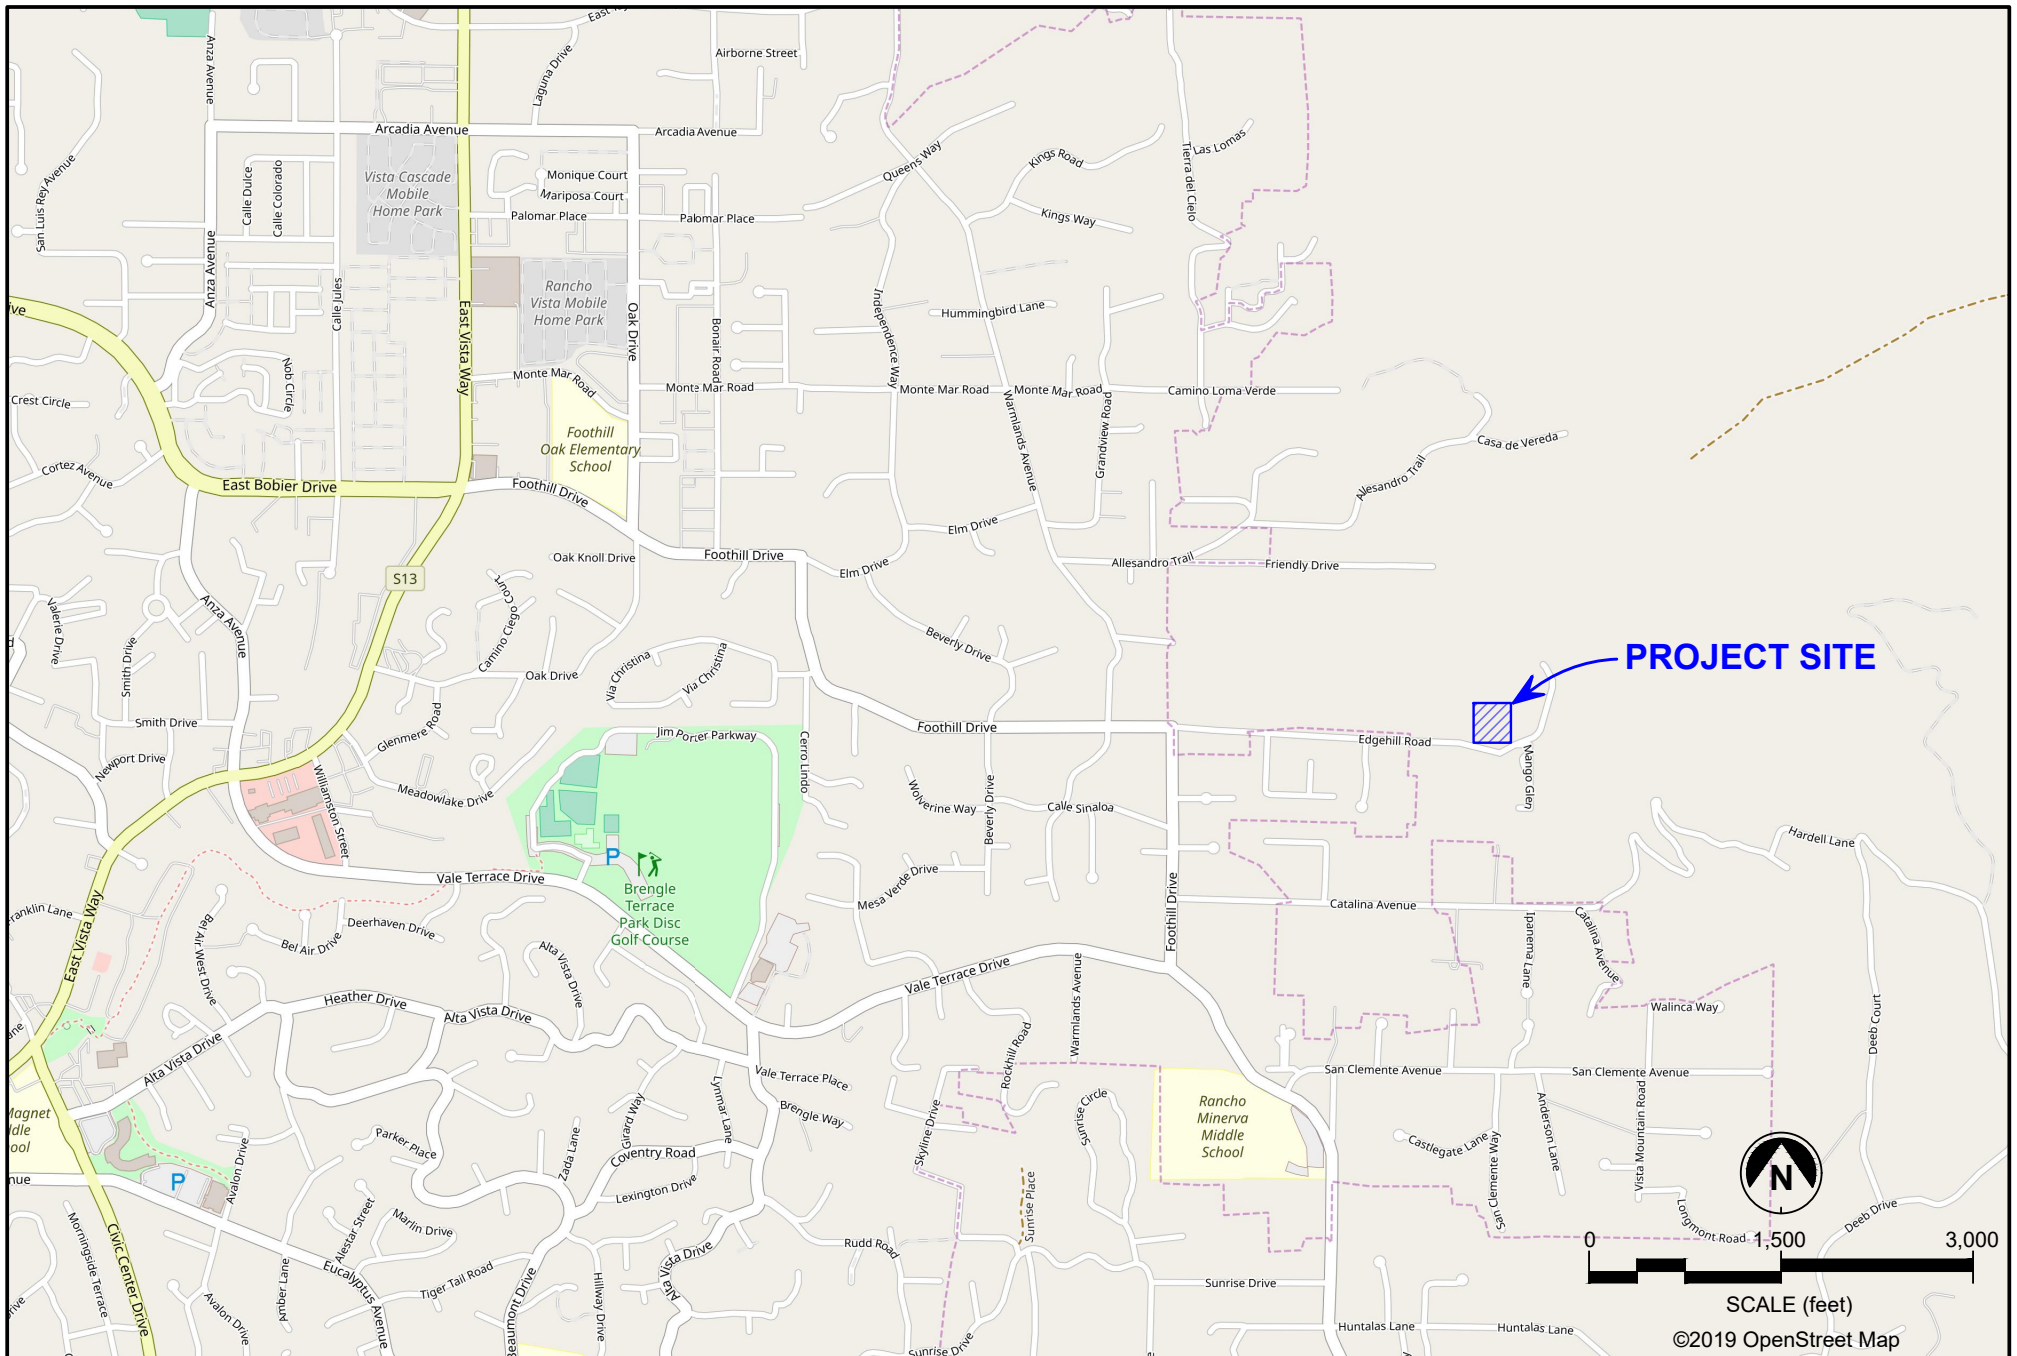 East
Airborne Street
Anza Avenue
Laguna Drive
Arcadia Avenue
Arcadia Avenue
San Luis Rey Avenue
Calle Dulce
Calle Colorado
Vista Cascade
Mobile
Home Park
Monique Court
Mariposa Court
Palomar Place
Palomar Place
Queens Way
Kings Road
Kings Way
Tierra del Cielo
Las Lomas
Anza Avenue
Calle Jules
East Vista Way
Rancho
Vista Mobile
Home Park
Oak Drive
Bonair Road
Independence Way
Hummingbird Lane
ive
Nob Circle
Crest Circle
Monte Mar Road
Monte Mar Road
Monte Mar Road
Monte Mar Road
Camino Loma Verde
Warmlands Avenue
Grandview Road
Foothill
Oak Elementary
School
Casa de Vereda
Allesandro Trail
Cortez Avenue
East Bobier Drive
Foothill Drive
Elm Drive
Foothill Drive
Oak Knoll Drive
Elm Drive
Allesandro Trail
Friendly Drive
S13
Camino Ciego Court
Valerie Drive
Anza Avenue
Smith Drive
d
Beverly Drive
Via Christina
Via Christina
Oak Drive
PROJECT SITE
Smith Drive
Glenmere Road
Jim Porter Parkway
Cerro Lindo
Foothill Drive
Edgehill Road
Mango Glen
Newport Drive
Williamston Street
Meadowlake Drive
Wolverine Way
Beverly Drive
Calle Sinaloa
Hardell Lane
P
Brengle
Terrace
Park Disc
Golf Course
Vale Terrace Drive
Mesa Verde Drive
Foothill Drive
Catalina Avenue
Catalina Avenue
Ipanema Lane
ranklin Lane
East Vista Way
Bel Air West Drive
Bel Air Drive
Deerhaven Drive
Alta Vista Drive
Vale Terrace Drive
Warmlands Avenue
Rockhill Road
Walinca Way
Deeb Court
Heather Drive
Alta Vista Drive
ane
Alta Vista Drive
Vale Terrace Place
Brengle Way
Lynmar Lane
Girard Way
Zada Lane
Skyline Drive
Sunrise Circle
Rancho
Minerva
Middle
School
San Clemente Avenue
San Clemente Avenue
Anderson Lane
Castlegate Lane
San Clemente Way
Vista Mountain Road
Magnet
ddle
ool
Parker Place
Coventry Road
Lexington Drive
P
nue
Avalon Drive
Morningside Terrace
Civic Center Drive
Alestar Street
Marlin Drive
Amber Lane
Eucalyptus Avenue
Tiger Tail Road
Hillway Drive
Alta Vista Drive
Rudd Road
Sunrise Place
Longmont Road
Deeb Drive
N
0 1,500 3,000
Avalon Drive
rive
Beaumont Drive
Sunrise Drive
Sunrise Drive
Huntalas Lane
Huntalas Lane
SCALE (feet)
©2019 OpenStreet Map